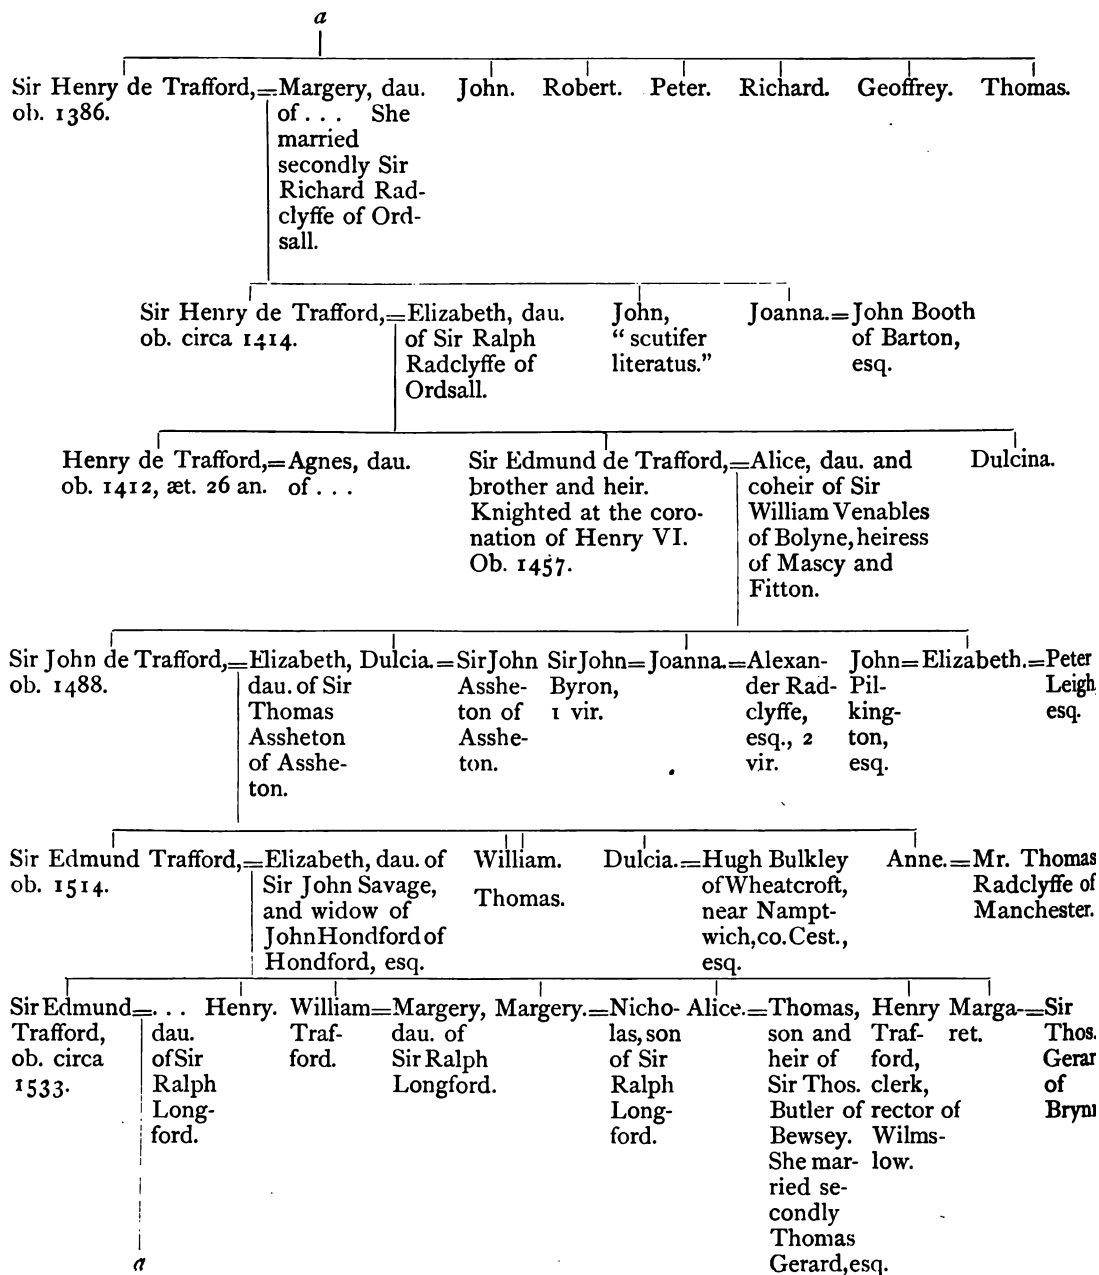 a
Sir Henry de Trafford,=Margery, dau. John. Robert. Peter. Richard. Geoffrey. Thomas.
ob. 1386. of . . . She
married
secondly Sir
Richard Rad-
clyffe of Ord-
sall.
Sir Henry de Trafford,=Elizabeth, dau. John, Joanna.=John Booth
ob. circa 1414. of Sir Ralph "scutifer of Barton,
Radclyffe of literatus." esq.
Ordsall.
Henry de Trafford,=Agnes, dau. Sir Edmund de Trafford,=Alice, dau. and Dulcina.
ob. 1412, æt. 26 an. of . . . brother and heir. coheir of Sir
Knighted at the coro- William Venables
nation of Henry VI. of Bolyne, heiress
Ob. 1457. of Mascy and
Fitton.
Sir John de Trafford,=Elizabeth, Dulcia.=Sir John Sir John=Joanna.=Alexan- John=Elizabeth.=Peter
ob. 1488. dau. of Sir Asshe- Byron, der Rad- Pil- Leigh,
Thomas ton of 1 vir. clyffe, king- esq.
Assheton Asshe- esq., 2 ton,
of Asshe- ton. vir. esq.
ton.
Sir Edmund Trafford,=Elizabeth, dau. of William. Dulcia.=Hugh Bulkley Anne.=Mr. Thomas
ob. 1514. Sir John Savage, Thomas. of Wheatcroft, Radclyffe of
and widow of near Nampt- Manchester.
John Hondford of wich, co. Cest.,
Hondford, esq. esq.
Sir Edmund=. . . Henry. William=Margery, Margery.=Nicho- Alice.=Thomas, Henry Marga-=Sir
Trafford, dau. Traf- dau. of las, son son and Traf- ret. Thos.
ob. circa of Sir ford. Sir Ralph of Sir heir of ford, Gerar
1533. Ralph Longford. Ralph Sir Thos. clerk, of
Long- Long- Butler of rector of Bryn
ford. ford. Bewsey. Wilms-
She mar- low.
ried se-
condly
Thomas
a Gerard, esq.